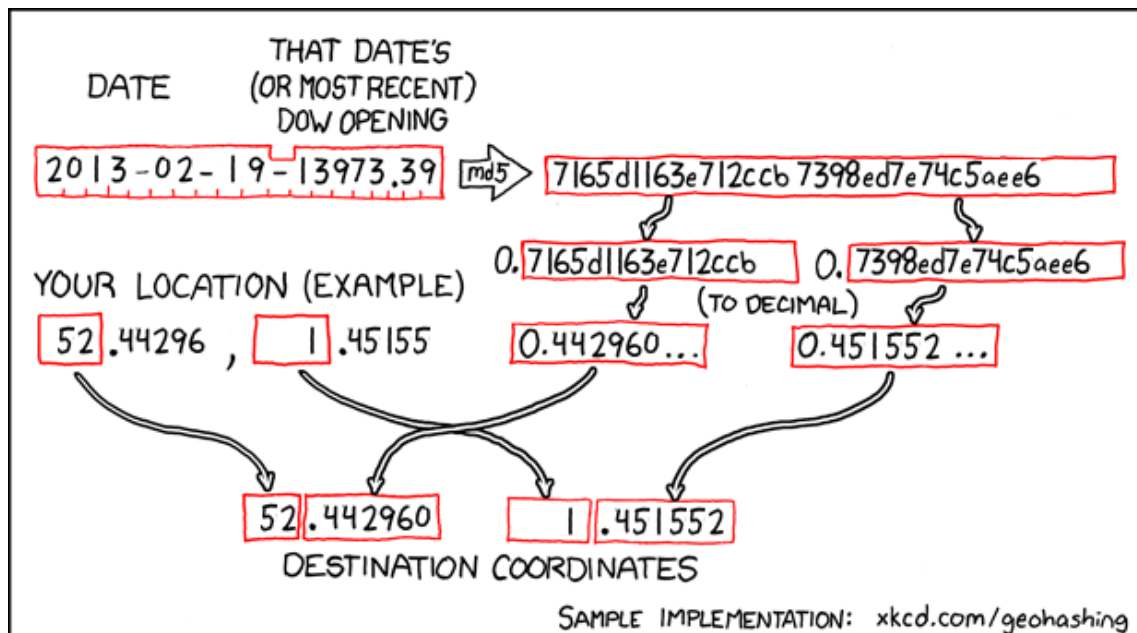 DATE
THAT DATE'S
(OR MOST RECENT)
DOW OPENING
2013-02-19-13973.39
md5
7165d1163e712ccb7398ed7e74c5aee6
0.7165d1163e712ccb
0.7398ed7e74c5aee6
(TO DECIMAL)
YOUR LOCATION (EXAMPLE)
52.44296, 1.45155
0.442960...
0.451552...
52.442960
1.451552
DESTINATION COORDINATES
SAMPLE IMPLEMENTATION: xkcd.com/geohashing